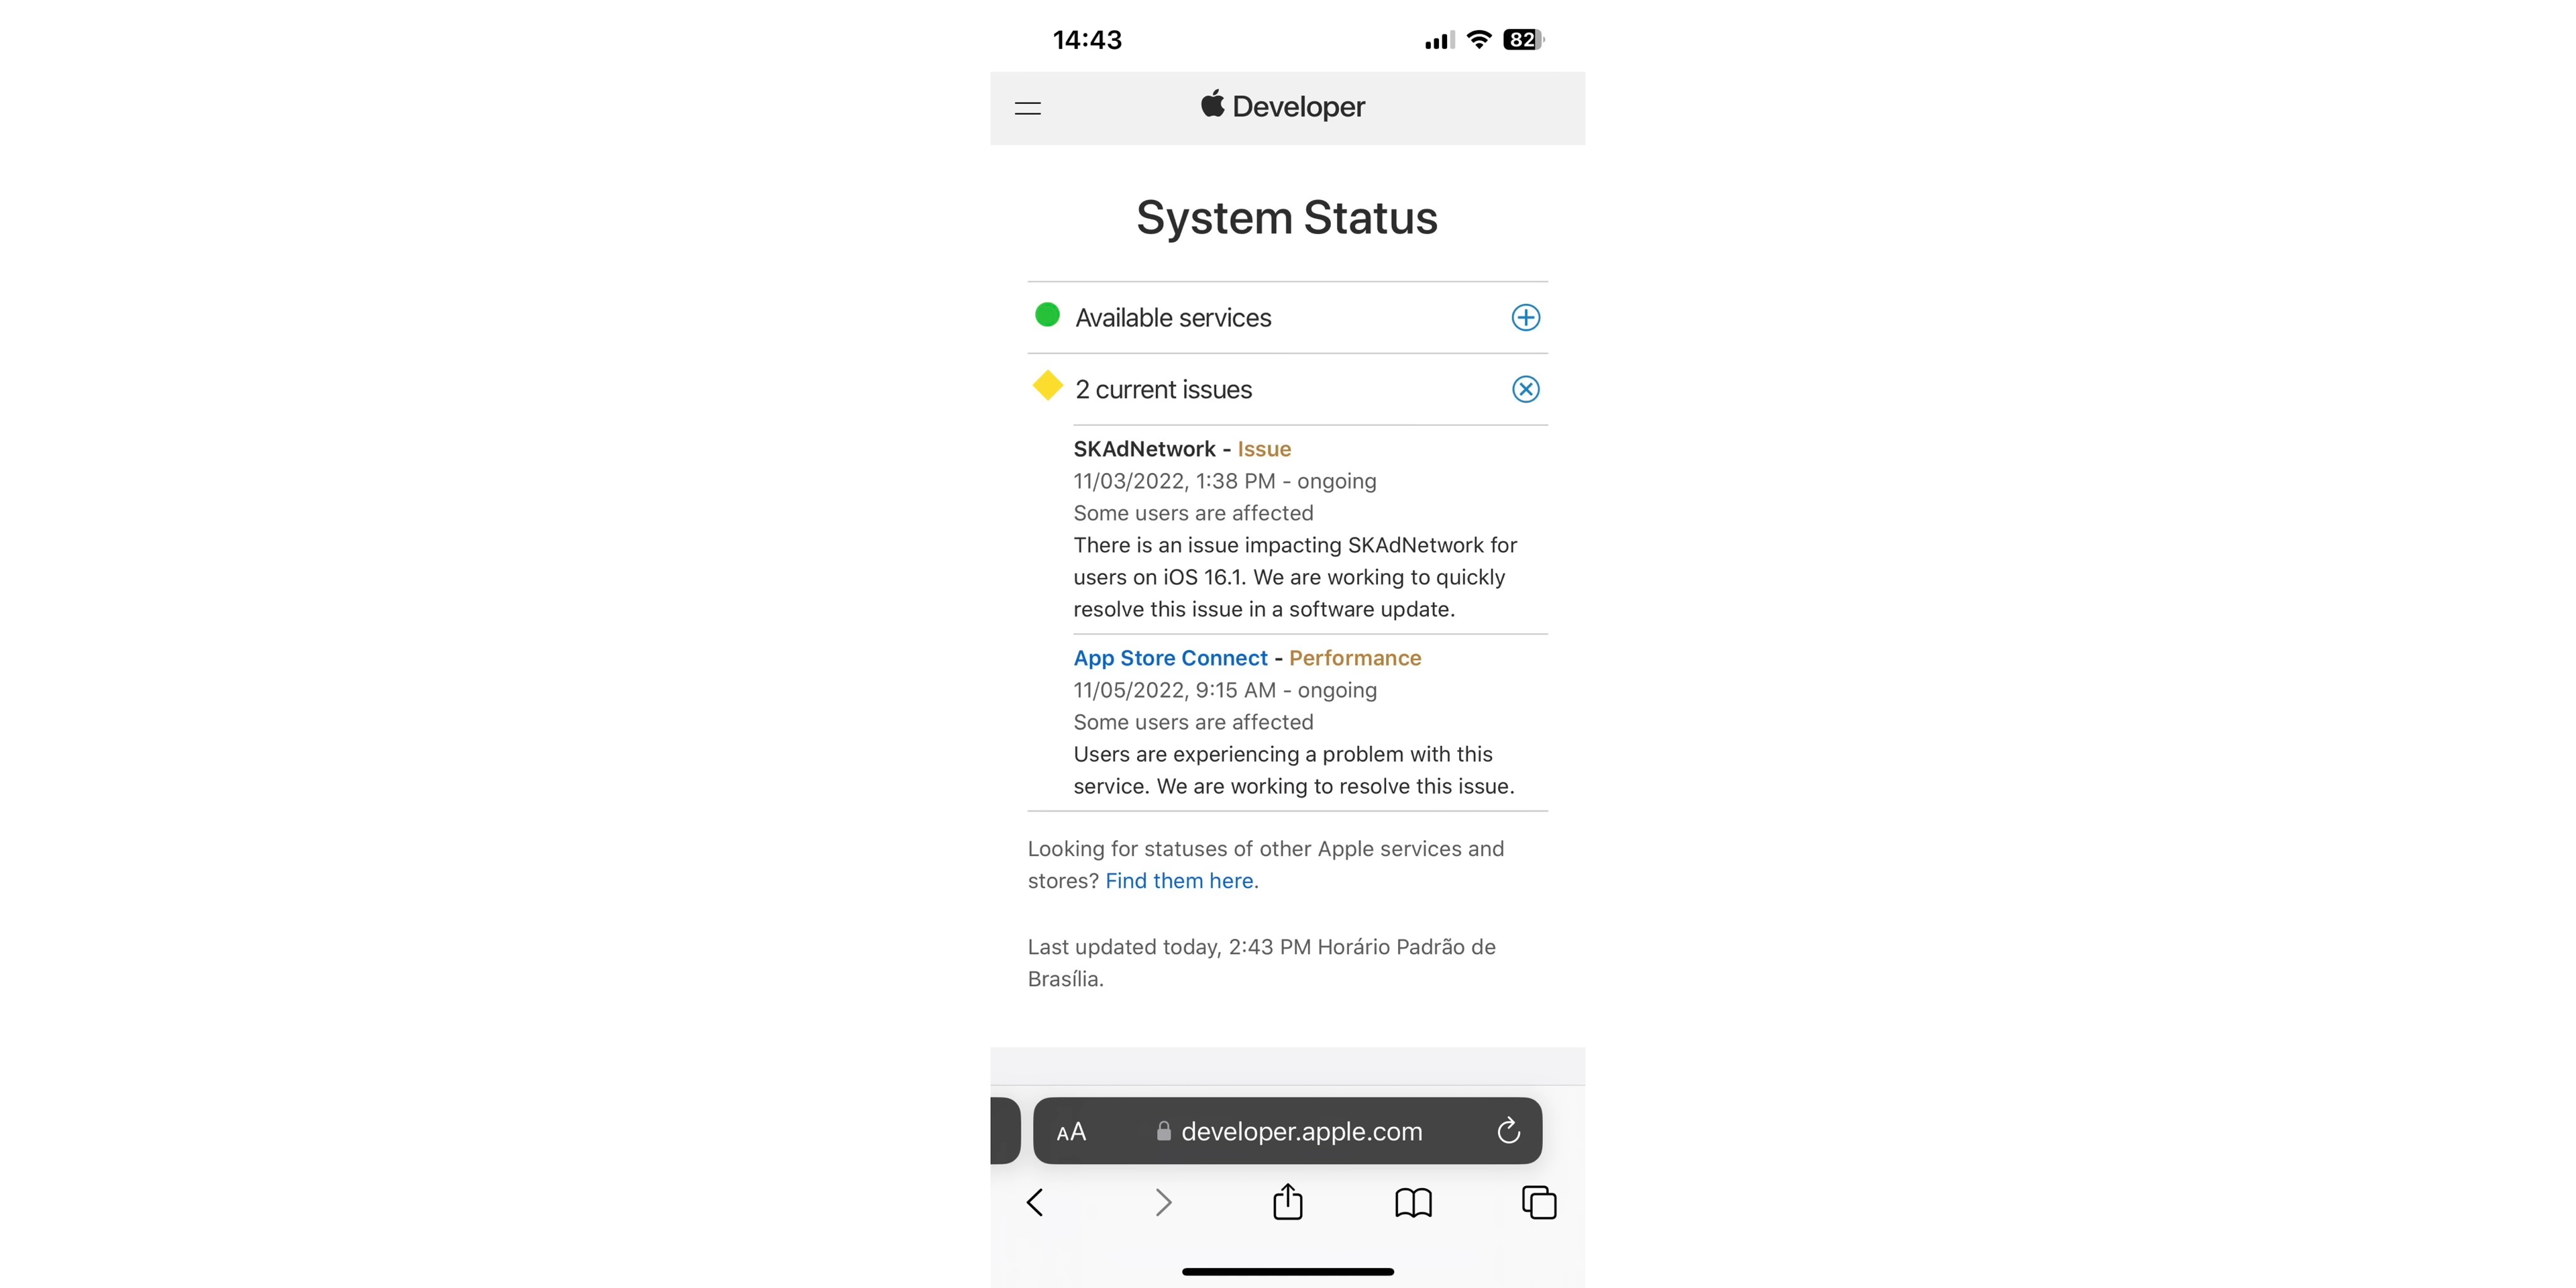 14:43
82
Developer
System Status
Available services
2 current issues
SKAdNetwork - Issue
11/03/2022, 1:38 PM - ongoing
Some users are affected
There is an issue impacting SKAdNetwork for
users on iOS 16.1. We are working to quickly
resolve this issue in a software update.
App Store Connect - Performance
11/05/2022, 9:15 AM - ongoing
Some users are affected
Users are experiencing a problem with this
service. We are working to resolve this issue.
Looking for statuses of other Apple services and
stores? Find them here.
Last updated today, 2:43 PM Horário Padrão de
Brasília.
AA developer.apple.com